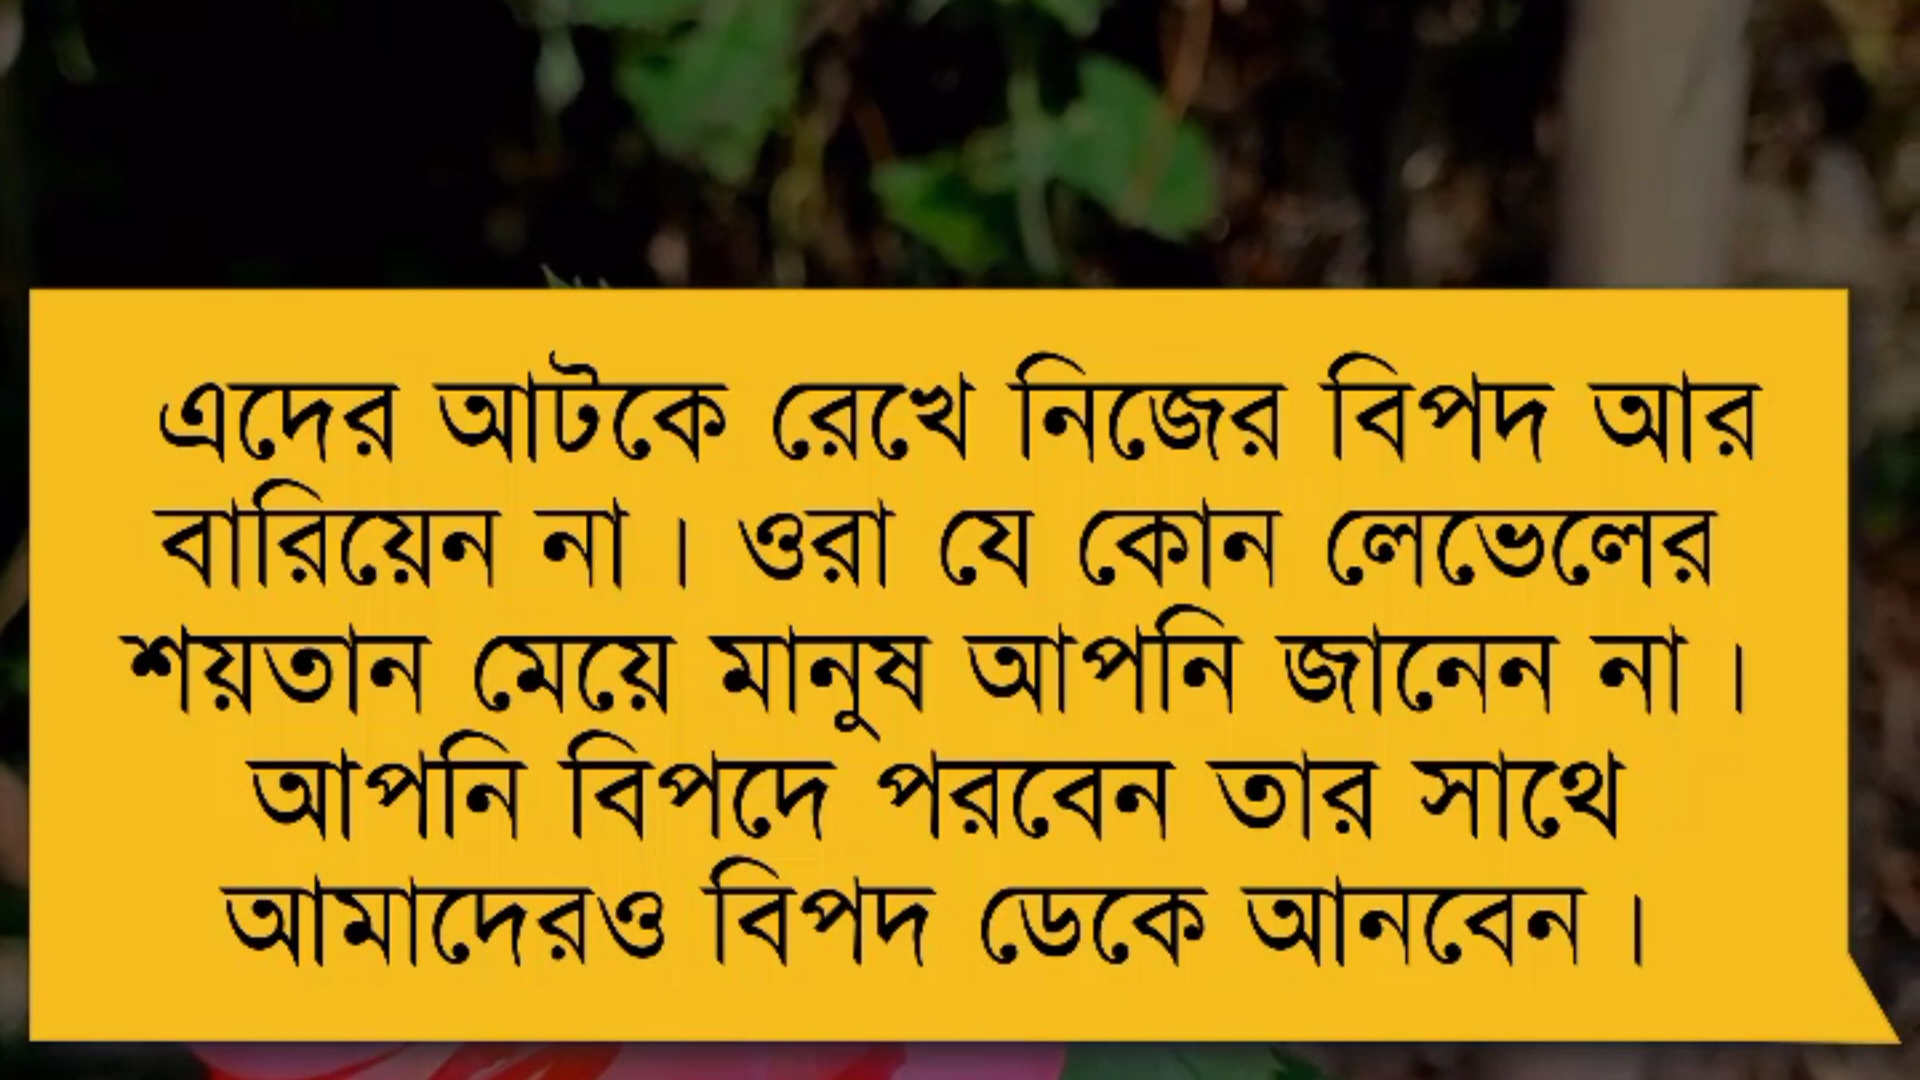 এদের আটকে রেখে নিজের বিপদ আর
বারিয়েন না।  ওরা যে কোন লেভেলের
শয়তান মেয়ে মানুষ আপনি জানেন না।
আপনি বিপদে পরবেন তার সাথে
আমাদেরও বিপদ ডেকে আনবেন।